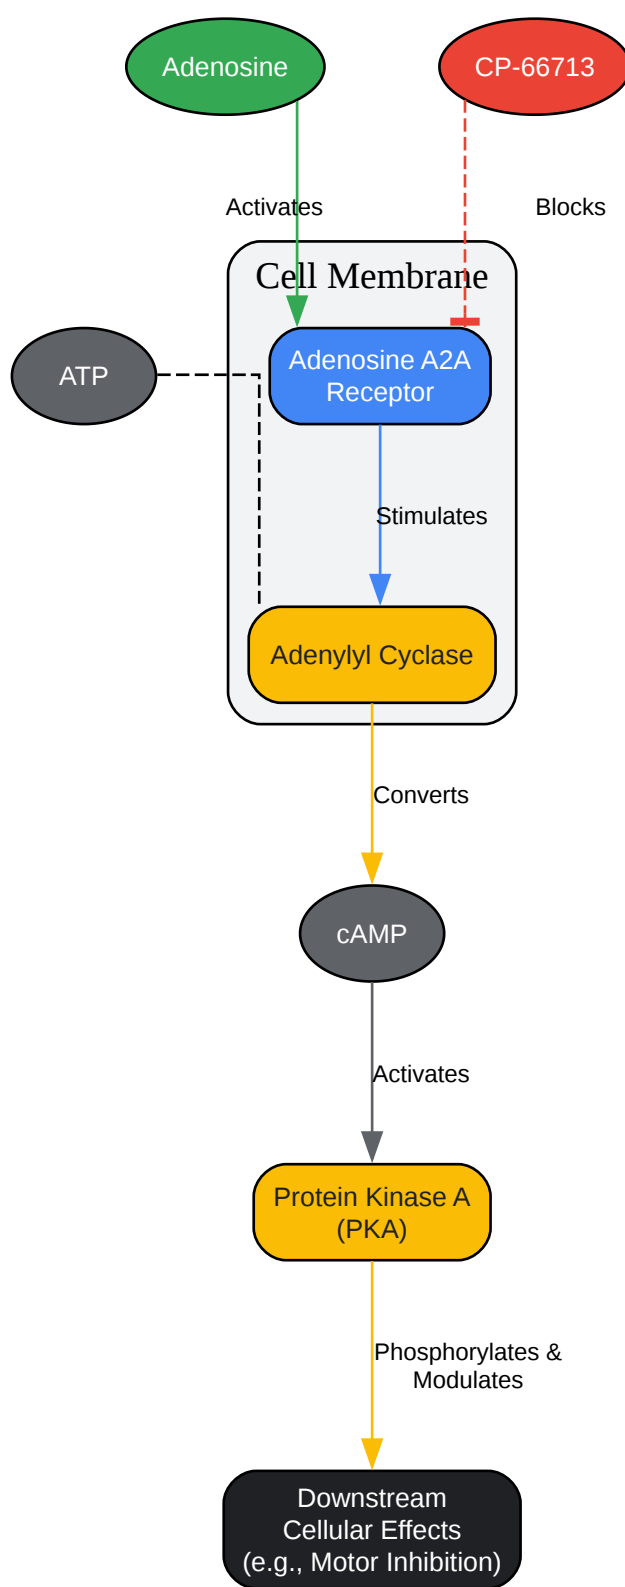 Adenosine
CP-66713
Activates
Blocks
Cell Membrane
ATP
Adenosine A2A
Receptor
Stimulates
Adenylyl Cyclase
Converts
cAMP
Activates
Protein Kinase A
(PKA)
Phosphorylates &
Modulates
Downstream
Cellular Effects
(e.g., Motor Inhibition)